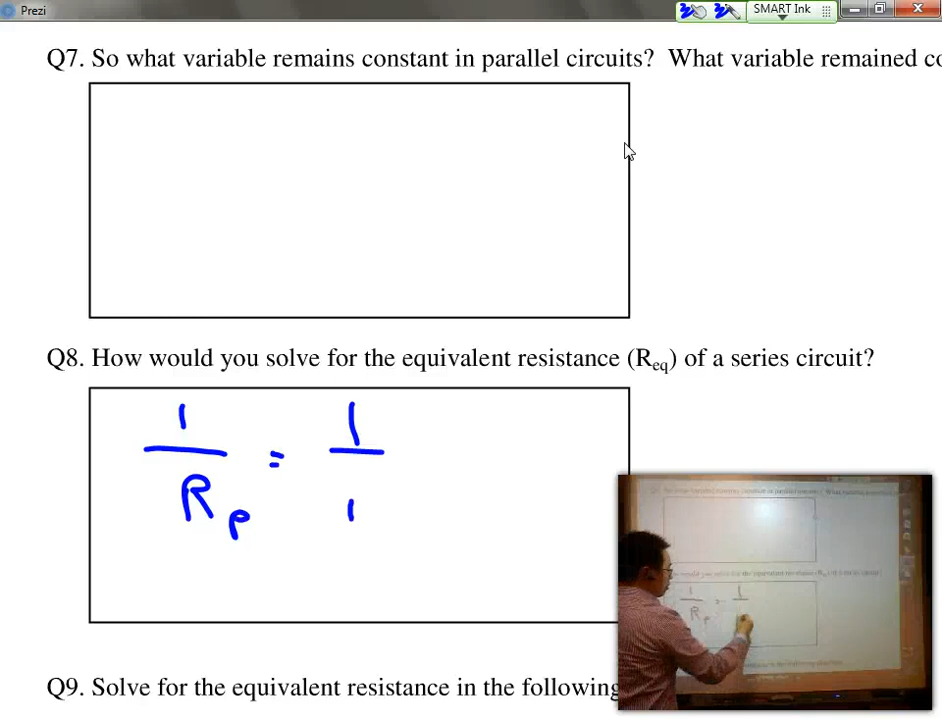 Prezi
SMART Ink
Q7. So what variable remains constant in parallel circuits? What variable remained co
Q8. How would you solve for the equivalent resistance (Req) of a series circuit?
1 1
=
Rp
Q9. Solve for the equivalent resistance in the following